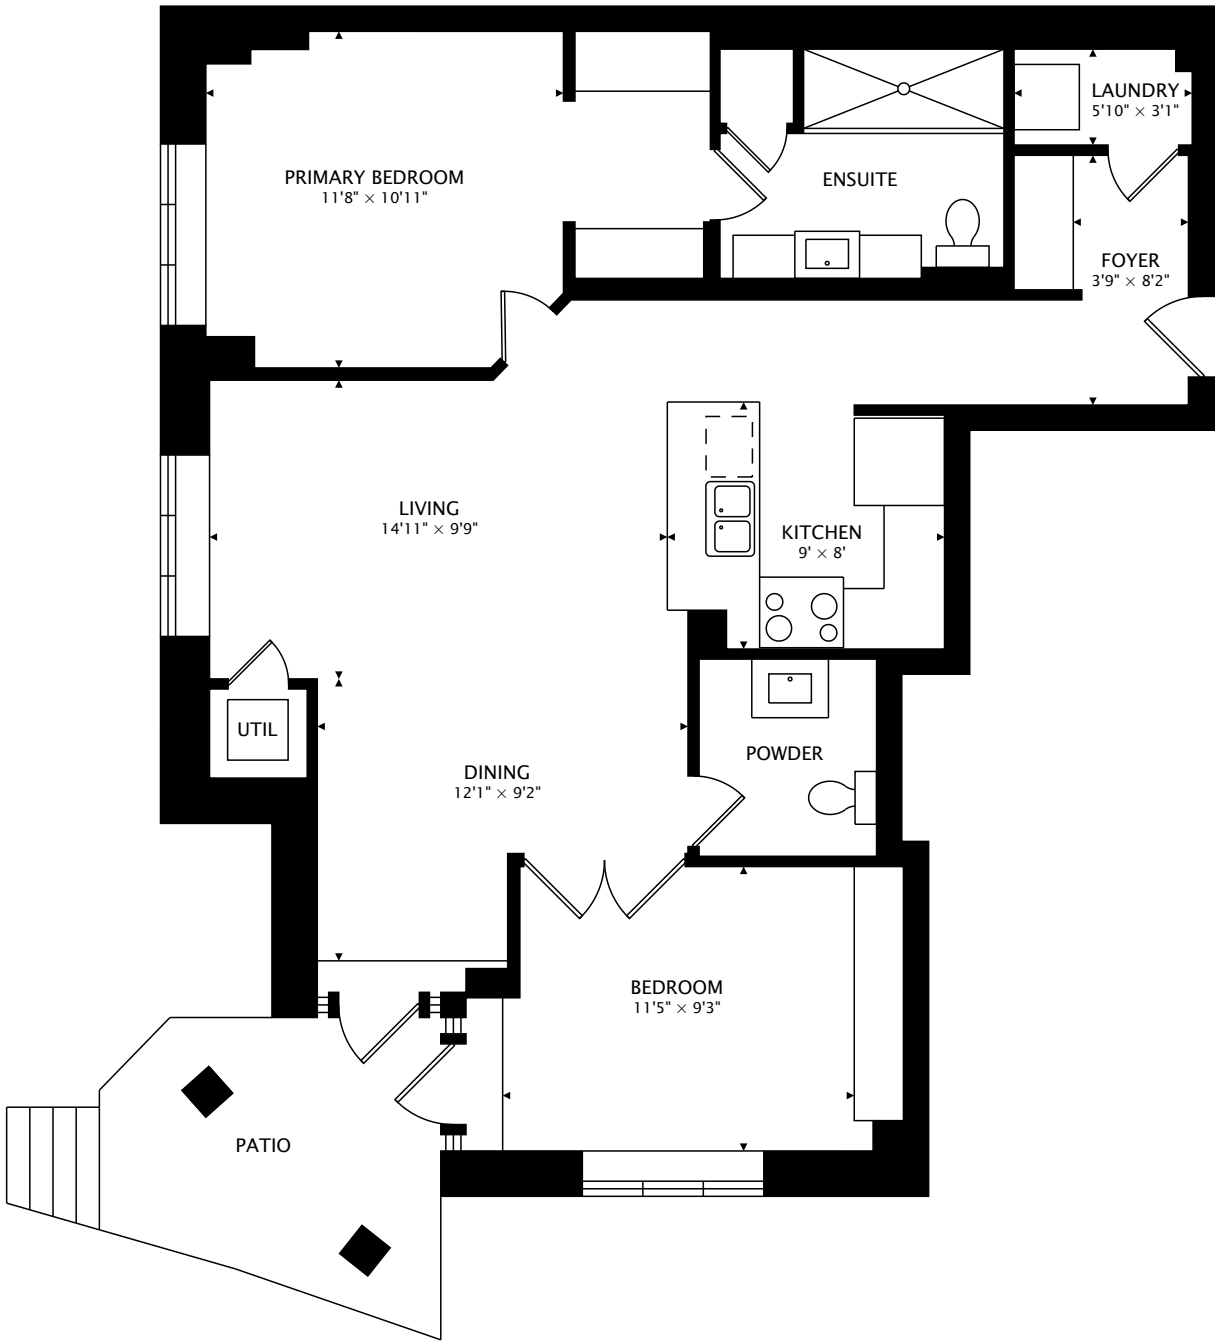 LAUNDRY
5'10" × 3'1"
PRIMARY BEDROOM
11'8" × 10'11"
ENSUITE
FOYER
3'9" × 8'2"
LIVING
14'11" × 9'9"
KITCHEN
9' × 8'
UTIL
POWDER
DINING
12'1" × 9'2"
BEDROOM
11'5" × 9'3"
PATIO